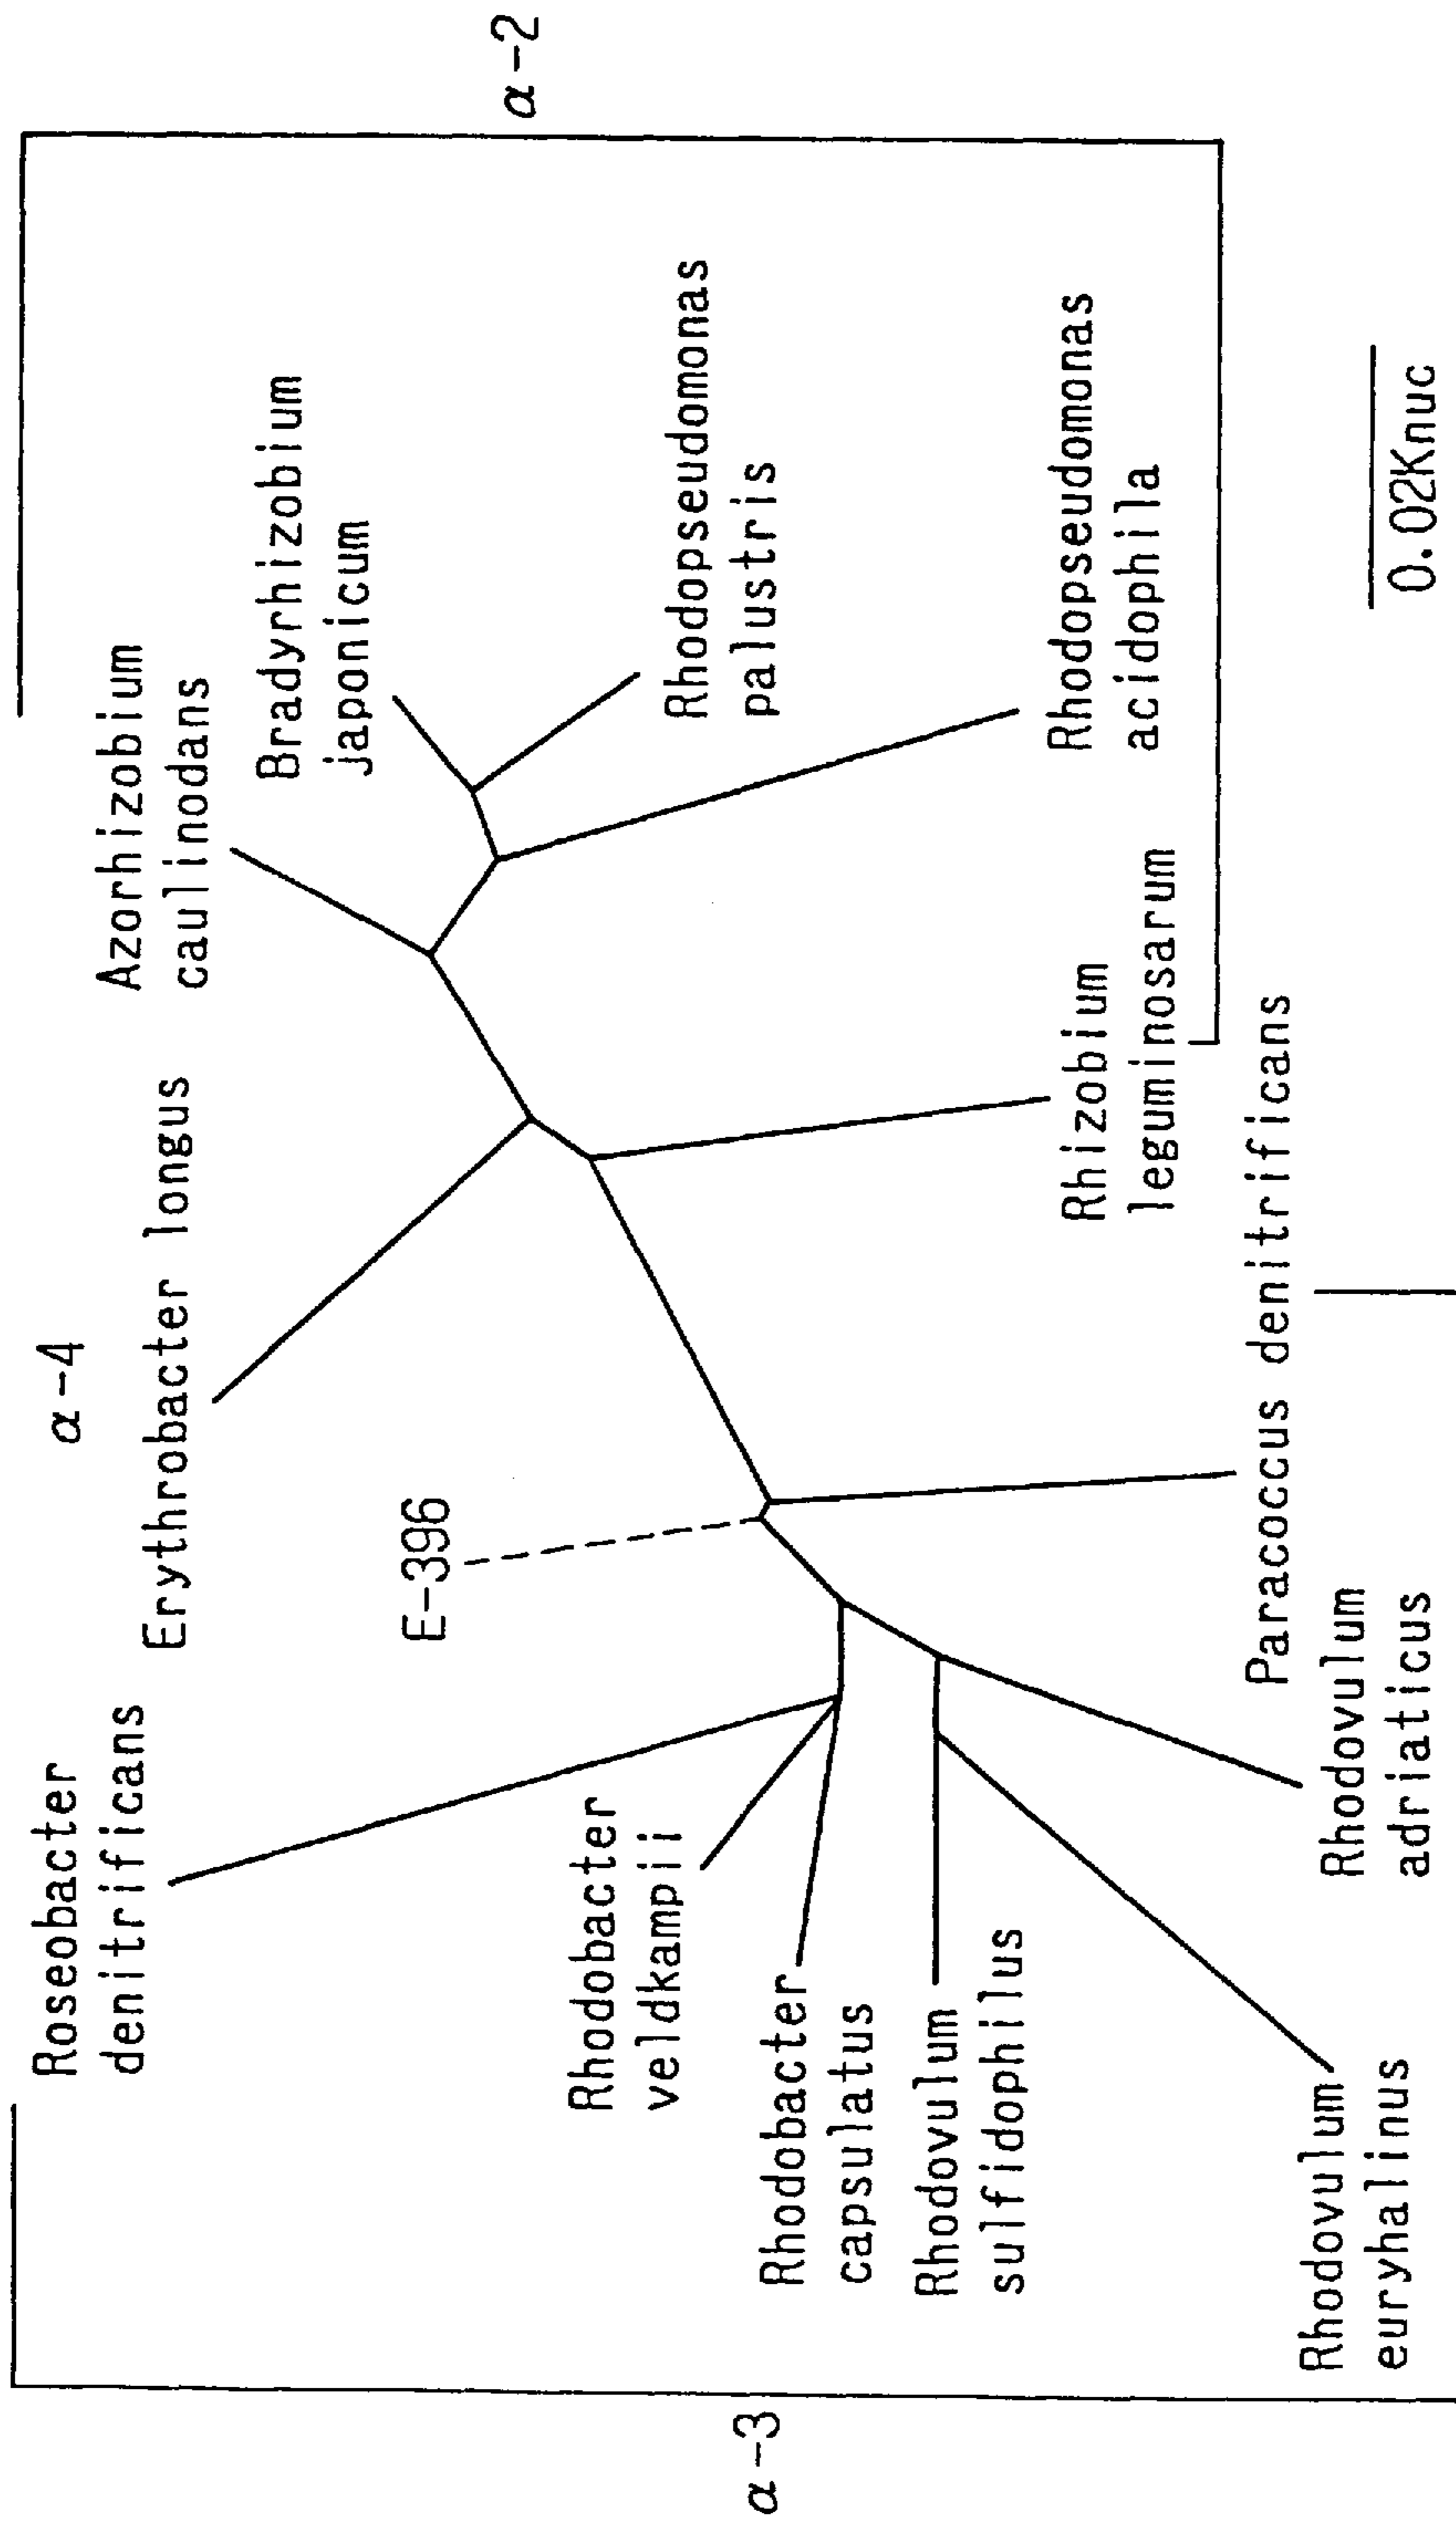 α-4
α-3
α-2
Roseobacter
denitrificans
Erythrobacter longus
Azorhizobium
caulinodans
Bradyrhizobium
japonicum
E-396
Rhodobacter
veldkampii
Rhodopseudomonas
palustris
Rhodobacter
capsulatus
Rhodovulum
sulfidophilus
Rhizobium
leguminosarum
Rhodopseudomonas
acidophila
Paracoccus denitrificans
Rhodovulum
euryhalinus
Rhodovulum
adriaticus
0.02Knuc